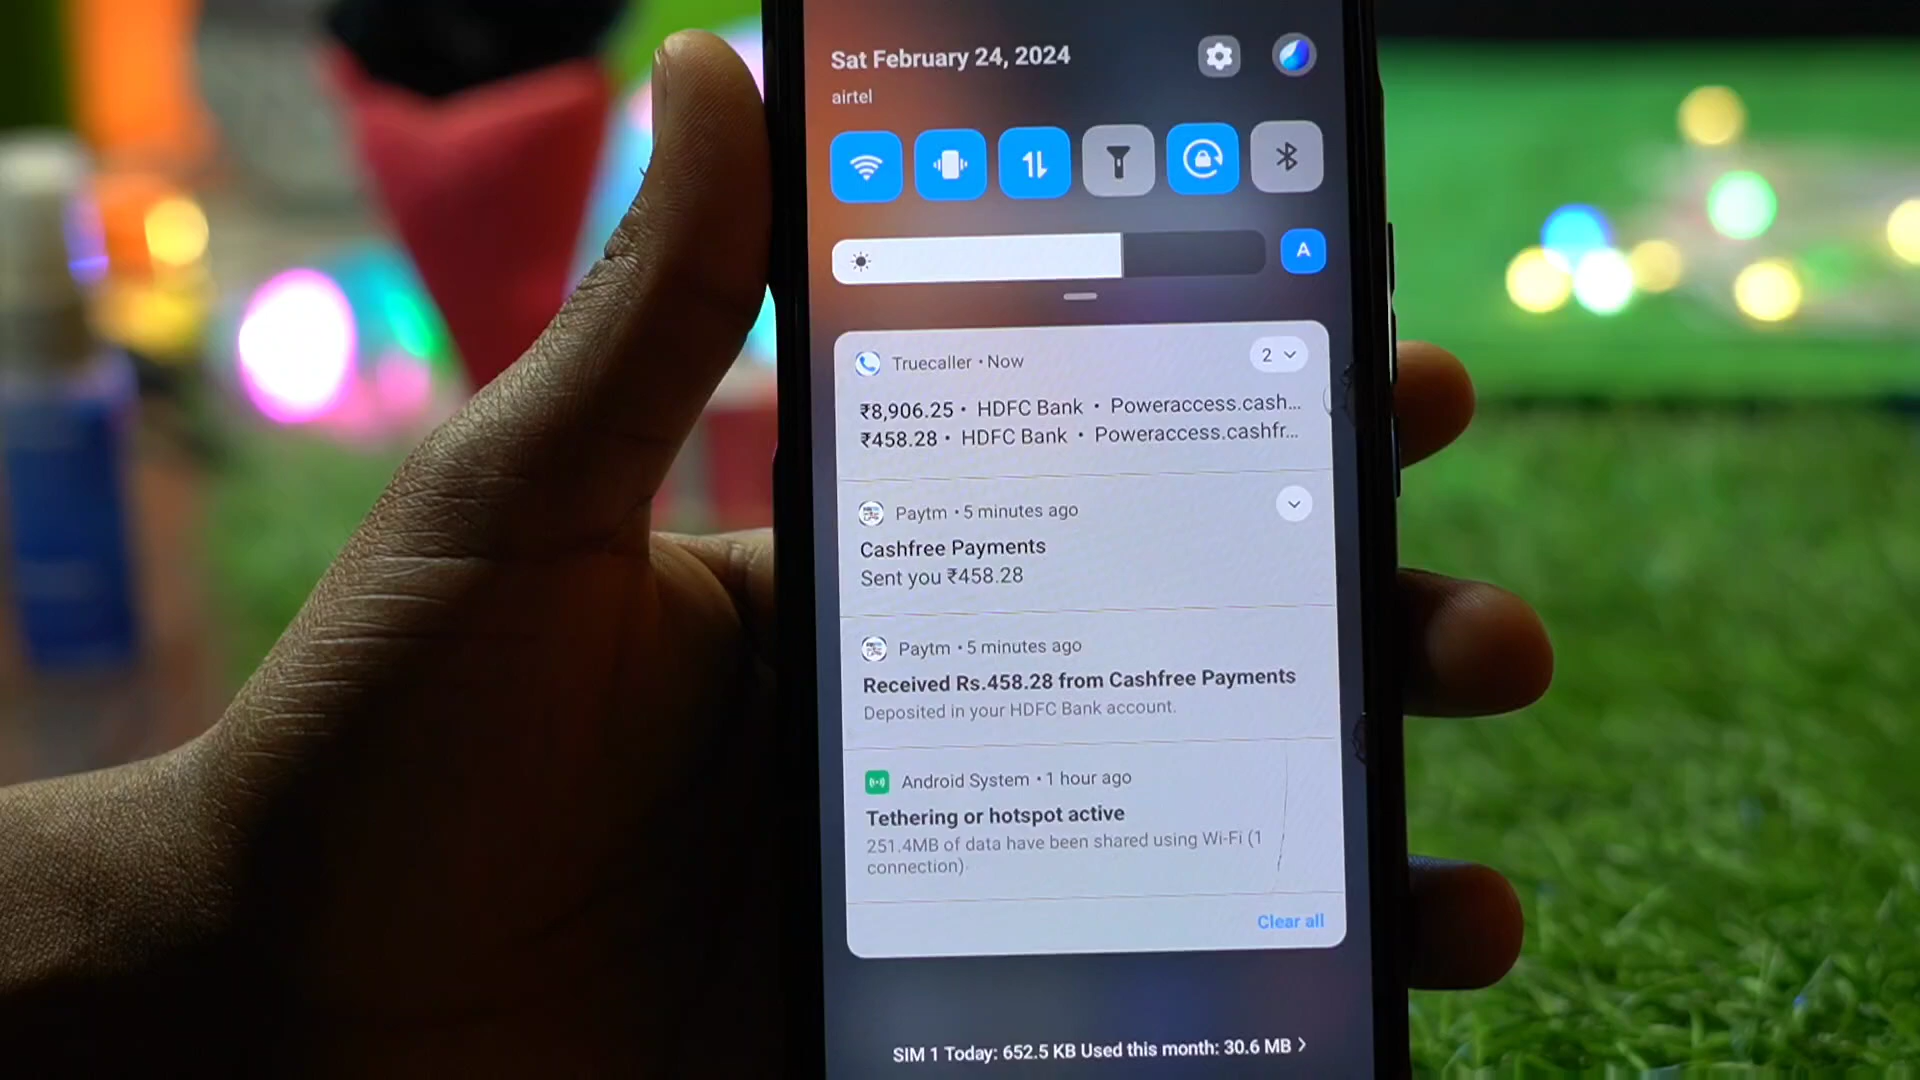 Sat February 24, 2024
airtel
A
Truecaller • Now
2
₹8,906.25 • HDFC Bank • Poweraccess.cash...
₹458.28 • HDFC Bank • Poweraccess.cashfr...
Paytm • 5 minutes ago
Cashfree Payments
Sent you ₹458.28
Paytm • 5 minutes ago
Received Rs.458.28 from Cashfree Payments
Deposited in your HDFC Bank account.
Android System • 1 hour ago
Tethering or hotspot active
251.4MB of data have been shared using Wi-Fi (1
connection)
Clear all
SIM 1 Today: 652.5 KB Used this month: 30.6 MB >